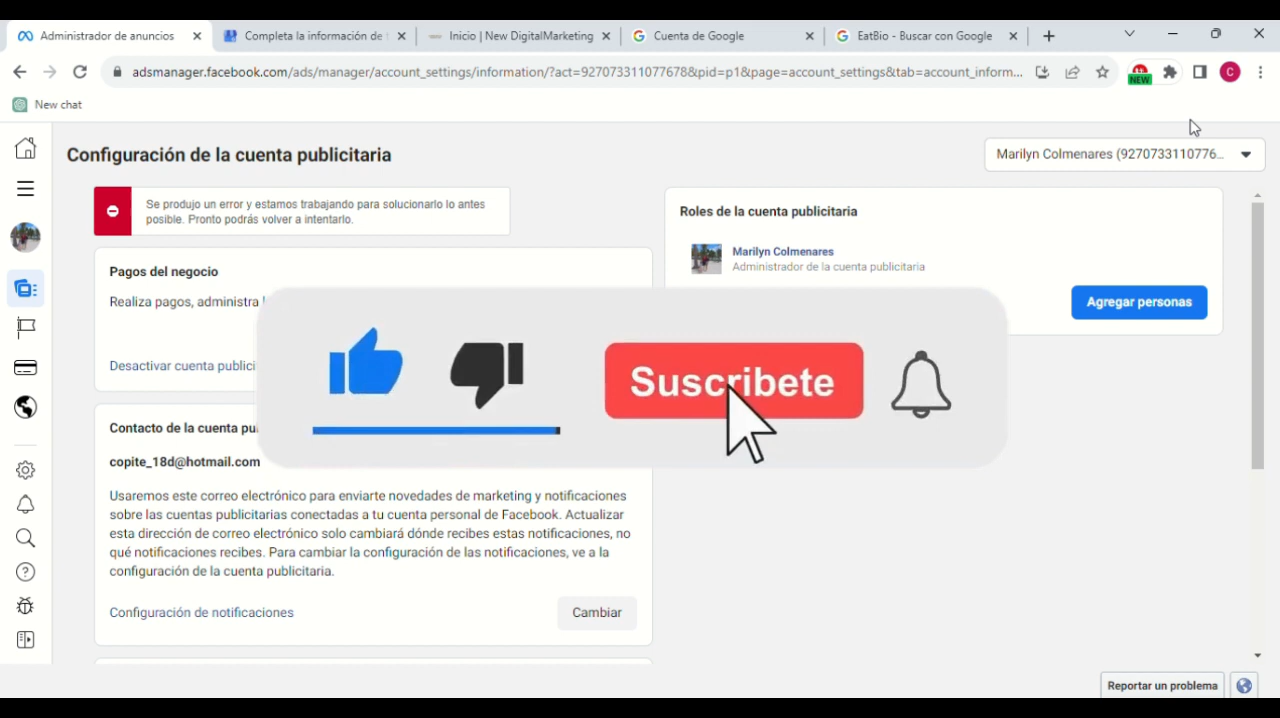 Administrador de anuncios
Completa la información de
Inicio | New DigitalMarketing
Cuenta de Google
EatBio - Buscar con Google
adsmanager.facebook.com/ads/manager/account_settings/information/?act=927073311077678&pid=p1&page=account_settings&tab=account_inform...
NEW
C
New chat
Configuración de la cuenta publicitaria
Marilyn Colmenares (9270733110776...
Se produjo un error y estamos trabajando para solucionarlo lo antes
posible. Pronto podrás volver a intentarlo.
Roles de la cuenta publicitaria
Marilyn Colmenares
Administrador de la cuenta publicitaria
Agregar personas
Pagos del negocio
Realiza pagos, administra
Desactivar cuenta
Suscribete
Contacto de la cuenta
copite_18d@hotmail.com
Usaremos este correo electrónico para enviarte novedades de marketing y notificaciones
sobre las cuentas publicitarias conectadas a tu cuenta personal de Facebook. Actualizar
esta dirección de correo electrónico solo cambiará dónde recibes estas notificaciones, no
qué notificaciones recibes. Para cambiar la configuración de las notificaciones, ve a la
configuración de la cuenta publicitaria.
Configuración de notificaciones
Cambiar
Reportar un problema